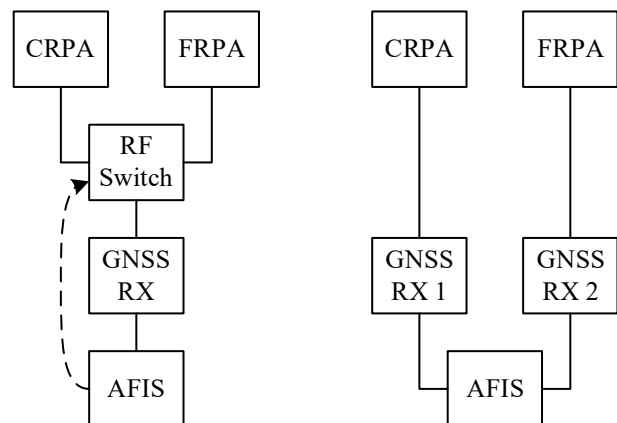 CRPA
FRPA
RF
Switch
GNSS
RX
AFIS
CRPA
FRPA
GNSS
RX 1
GNSS
RX 2
AFIS